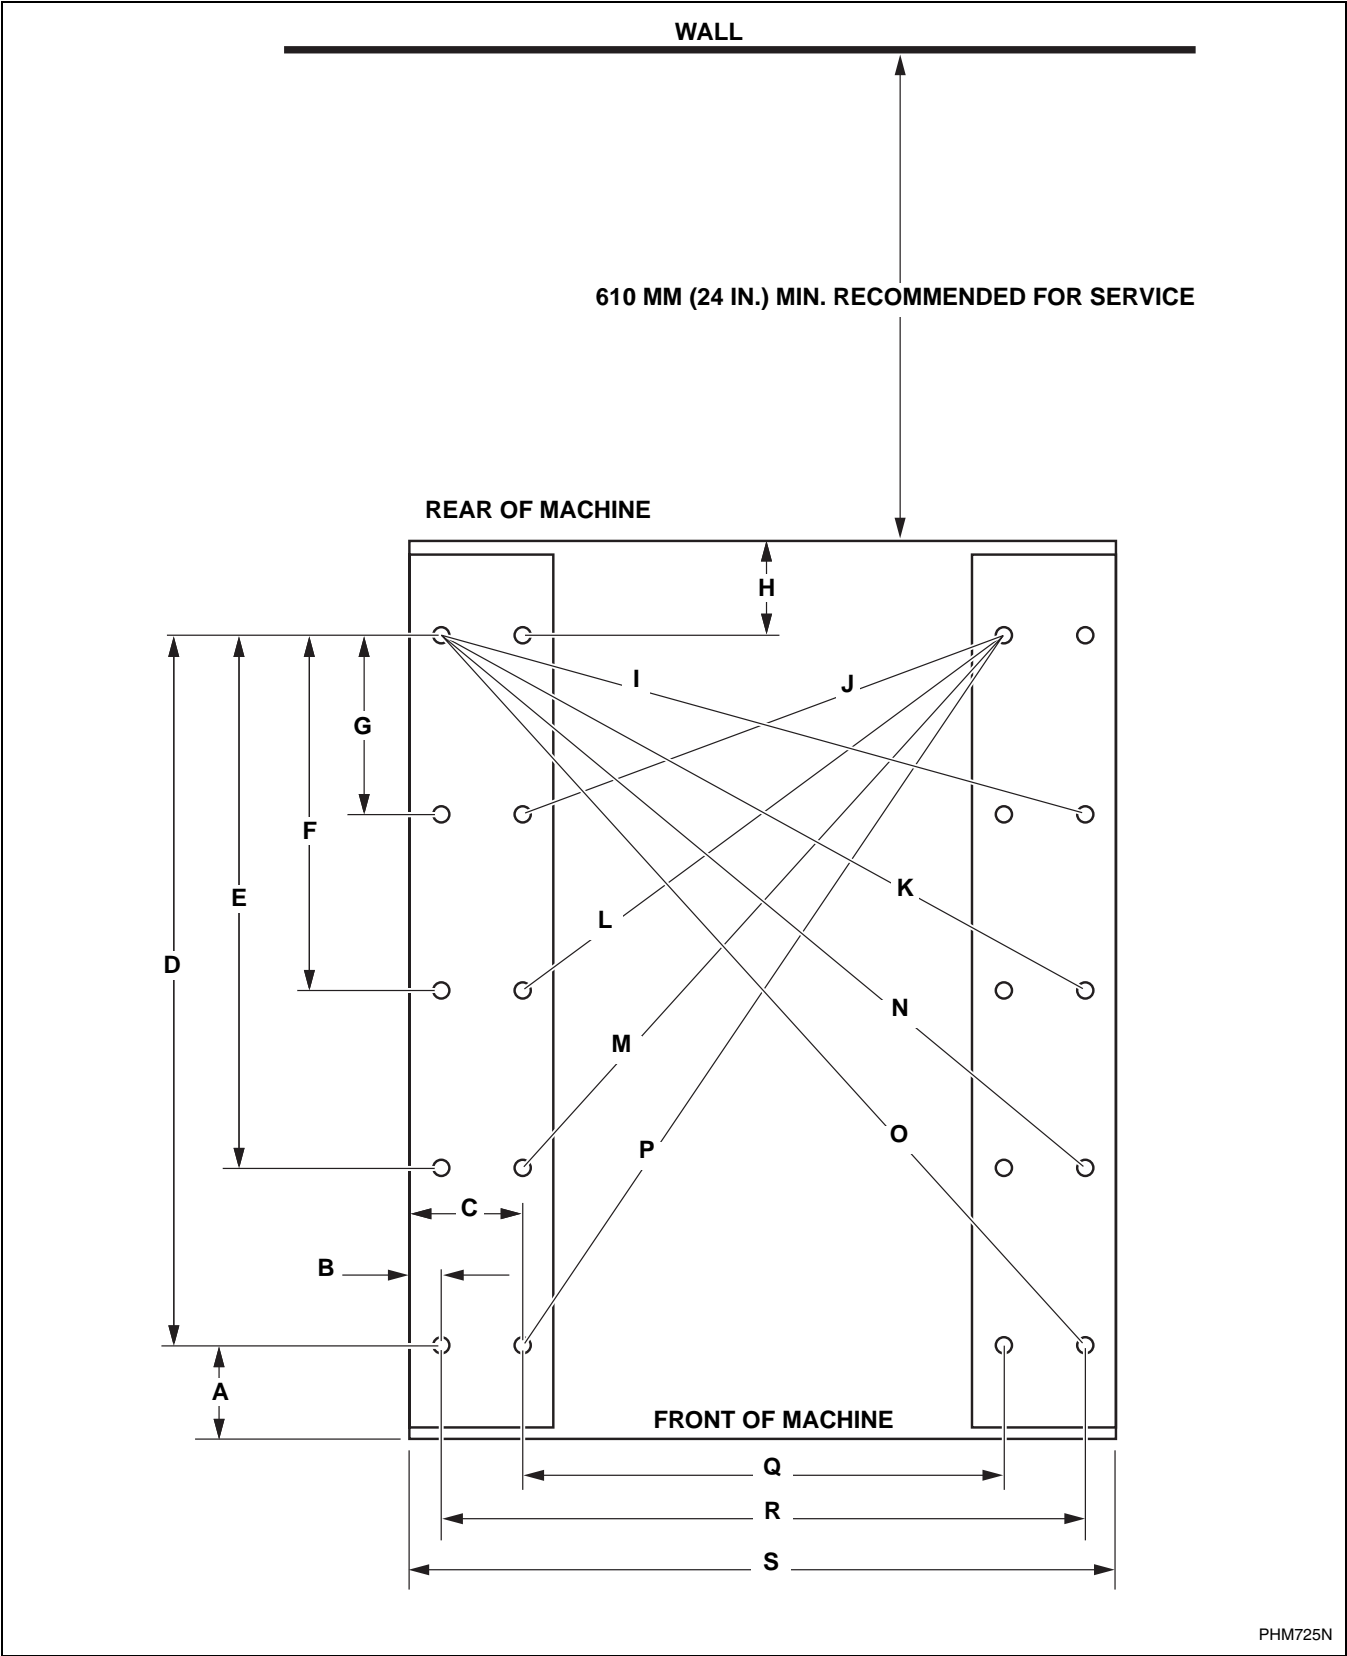 WALL
610 MM (24 IN.) MIN. RECOMMENDED FOR SERVICE
REAR OF MACHINE
H
I
J
G
F
K
E
L
D
N
M
O
P
C
B
A
FRONT OF MACHINE
Q
R
S
PHM725N